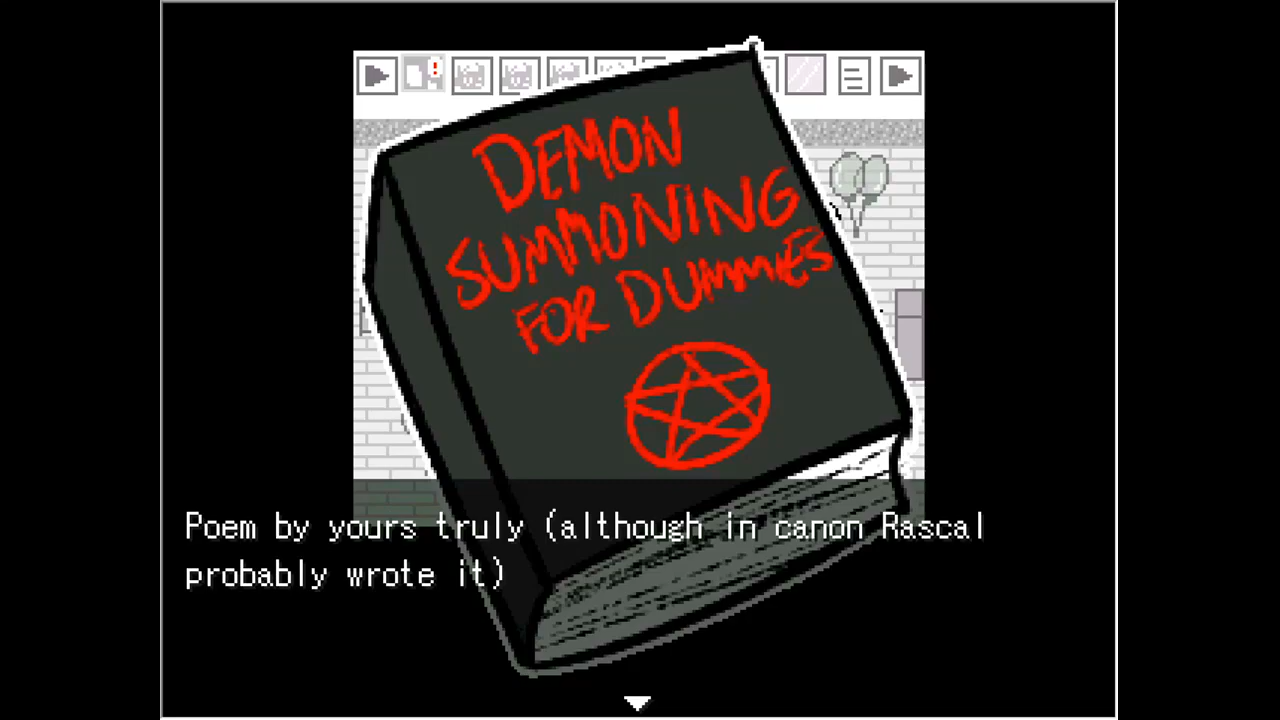 DEMON
SUMMONING
FOR DUMMIES
Poem by yours truly (although in canon Rascal
probably wrote it)